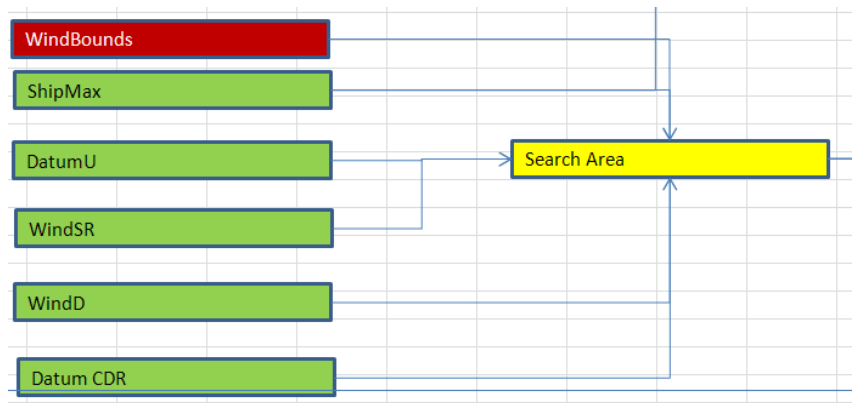 WindBounds
ShipMax
DatumU
Search Area
WindSR
WindD
Datum CDR